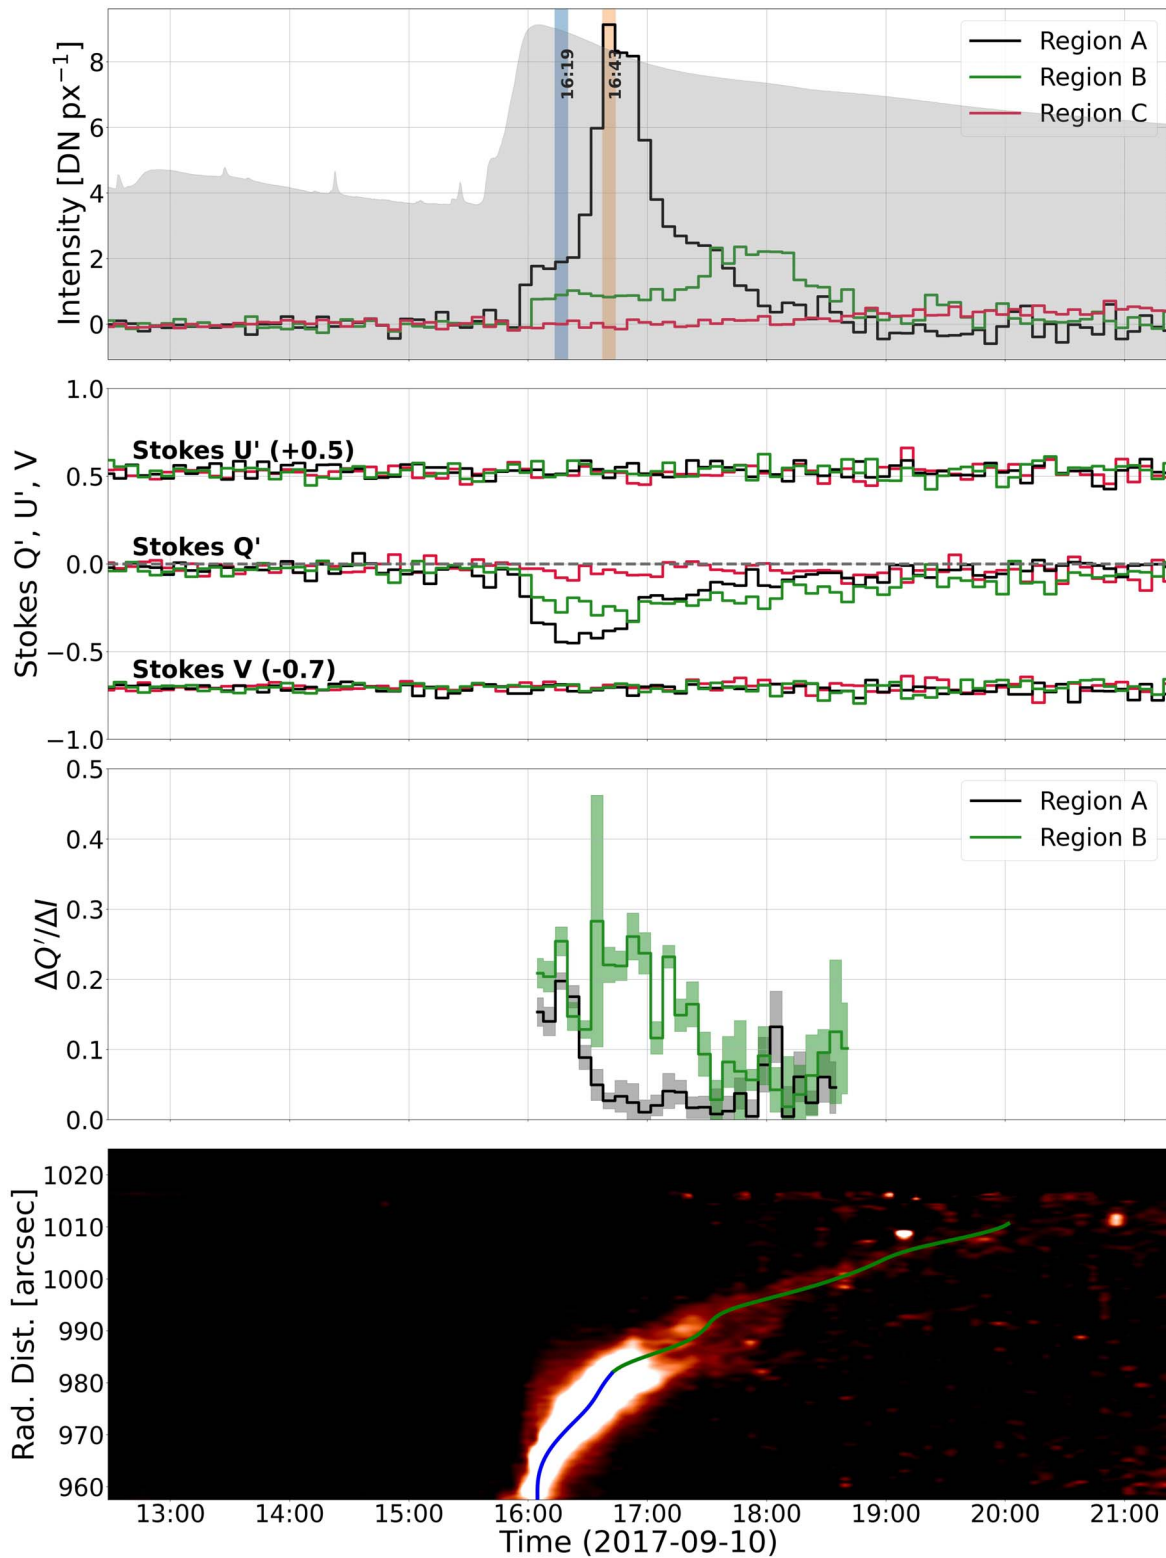 Intensity [DN px⁻¹]
8
6
4
2
0
16:19
16:43
Region A
Region B
Region C
Stokes Q', U', V
1.0
0.5
0.0
−0.5
−1.0
Stokes U' (+0.5)
Stokes Q'
Stokes V (-0.7)
ΔQ'/ΔI
0.5
0.4
0.3
0.2
0.1
0.0
Region A
Region B
Rad. Dist. [arcsec]
1020
1010
1000
990
980
970
960
13:00 14:00 15:00 16:00 17:00 18:00 19:00 20:00 21:00
Time (2017-09-10)